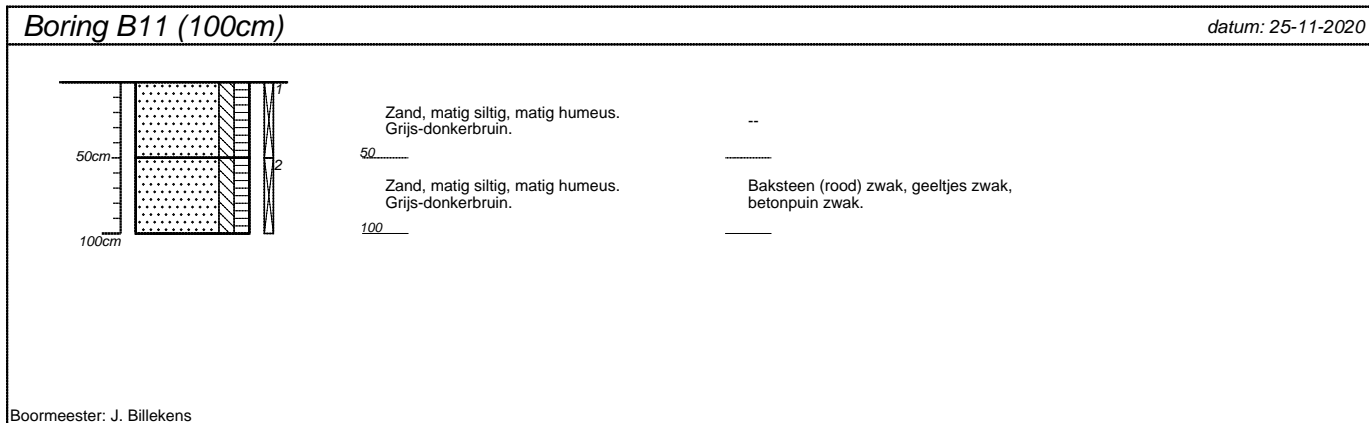 Boring B11 (100cm)
datum: 25-11-2020
1
Zand, matig siltig, matig humeus.
Grijs-donkerbruin.
--
50cm
50
2
Zand, matig siltig, matig humeus.
Grijs-donkerbruin.
Baksteen (rood) zwak, geeltjes zwak,
betonpuin zwak.
100cm
100
Boormeester: J. Billekens